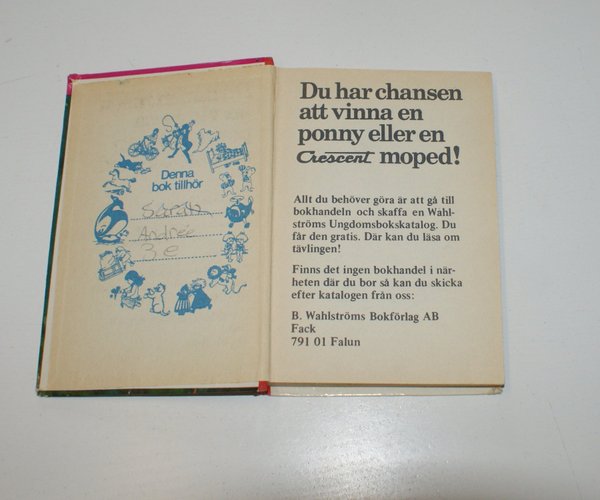 Denna
bok tillhör
Sarah
Andrée
3e
Du har chansen
att vinna en
ponny eller en
Crescent moped!
Allt du behöver göra är att gå till
bokhandeln och skaffa en Wahl-
ströms Ungdomsbokskatalog. Du
får den gratis. Där kan du läsa om
tävlingen!
Finns det ingen bokhandel i när-
heten där du bor så kan du skicka
efter katalogen från oss:
B. Wahlströms Bokförlag AB
Fack
791 01 Falun